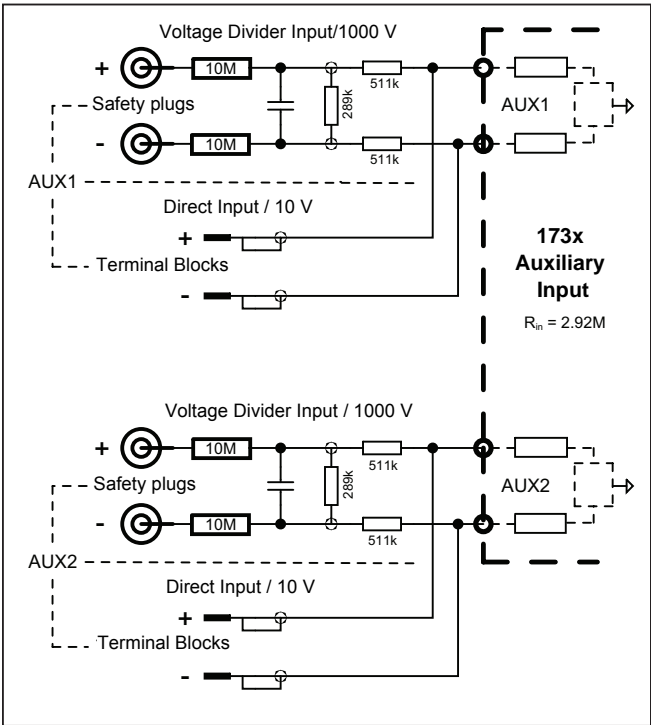 Voltage Divider Input/1000 V
+
10M
511k
Safety plugs
289k
AUX1
-
10M
511k
AUX1
Direct Input / 10 V
+
Terminal Blocks
-
173x
Auxiliary
Input
Rin = 2.92M
Voltage Divider Input / 1000 V
+
10M
511k
Safety plugs
289k
AUX2
-
10M
511k
AUX2
Direct Input / 10 V
+
Terminal Blocks
-